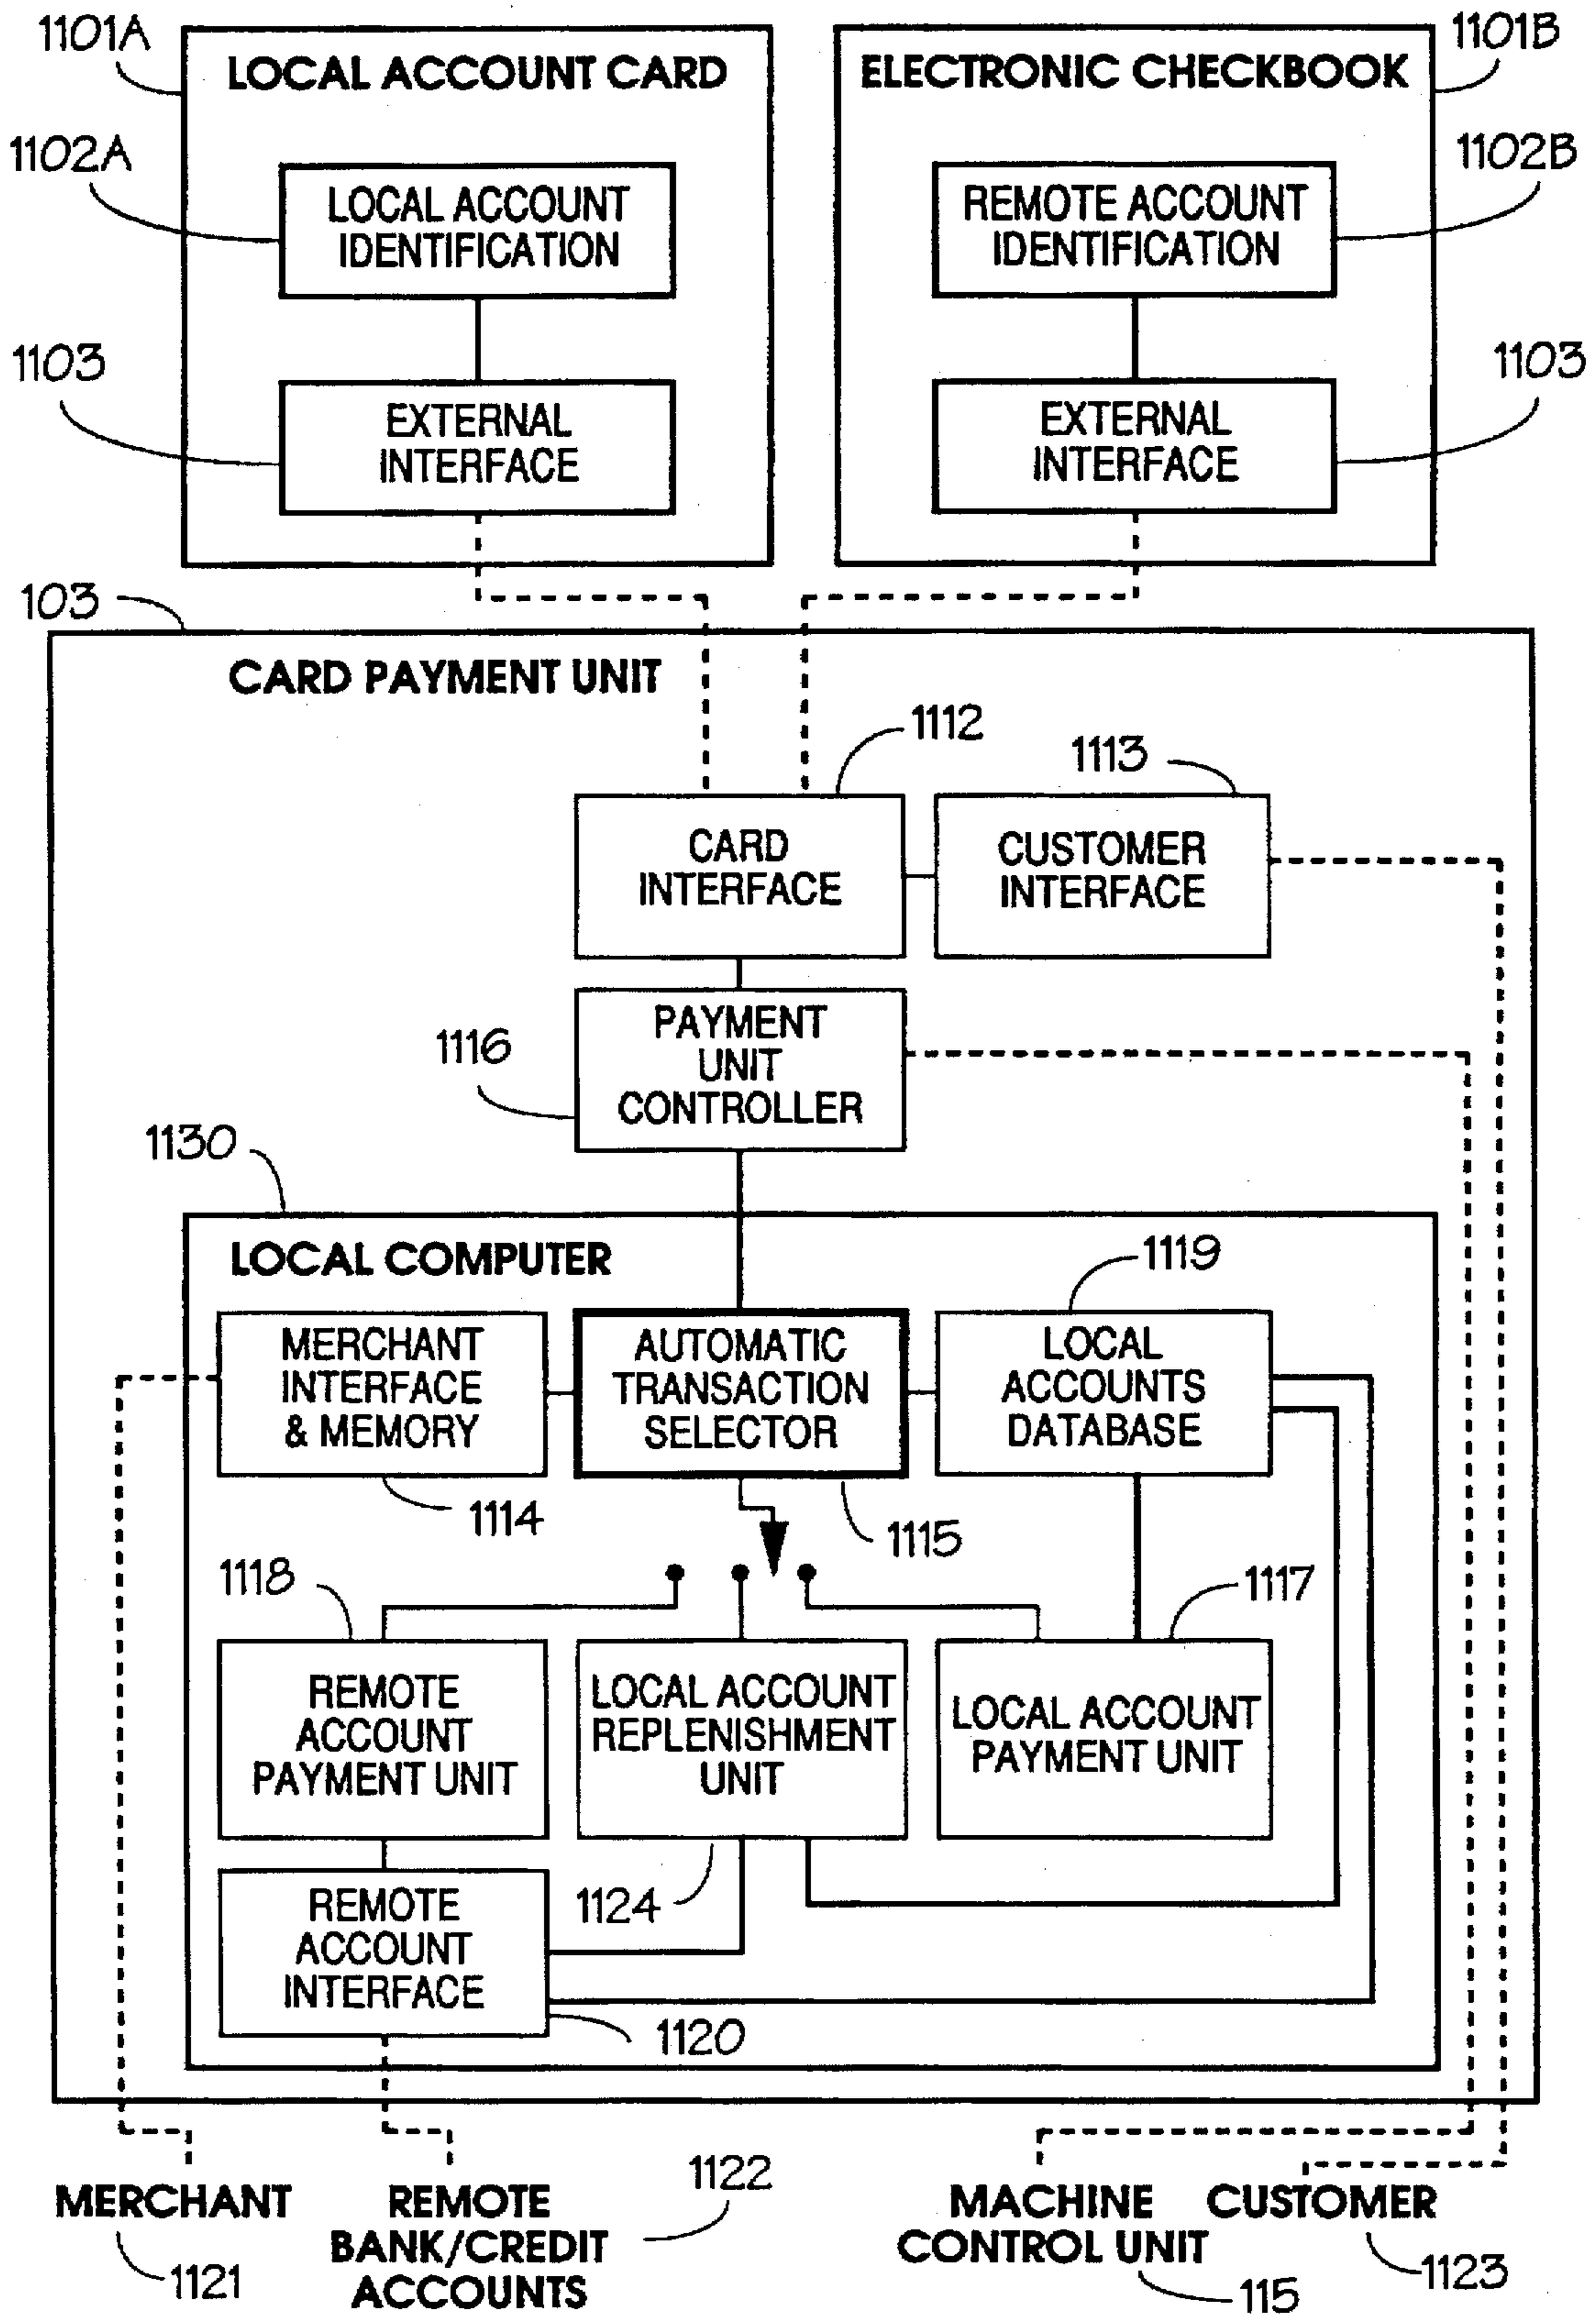 1101A
LOCAL ACCOUNT CARD
ELECTRONIC CHECKBOOK
1101B
1102A
LOCAL ACCOUNT
IDENTIFICATION
REMOTE ACCOUNT
IDENTIFICATION
1102B
1103
EXTERNAL
INTERFACE
EXTERNAL
INTERFACE
1103
103
CARD PAYMENT UNIT
1112
1113
CARD
INTERFACE
CUSTOMER
INTERFACE
1116
PAYMENT
UNIT
CONTROLLER
1130
LOCAL COMPUTER
1119
MERCHANT
INTERFACE
& MEMORY
AUTOMATIC
TRANSACTION
SELECTOR
LOCAL
ACCOUNTS
DATABASE
1114
1115
1118
1117
REMOTE
ACCOUNT
PAYMENT UNIT
LOCAL ACCOUNT
REPLENISHMENT
UNIT
LOCAL ACCOUNT
PAYMENT UNIT
1124
REMOTE
ACCOUNT
INTERFACE
1120
MERCHANT
1121
REMOTE
BANK/CREDIT
ACCOUNTS
1122
MACHINE
CONTROL UNIT
115
CUSTOMER
1123